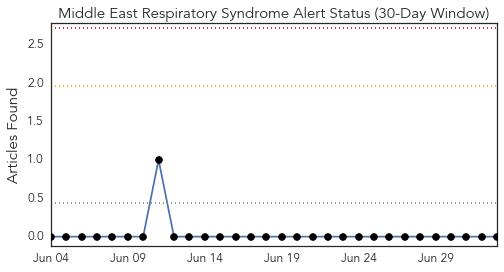 Middle East Respiratory Syndrome Alert Status (30-Day Window)
Articles Found
2.5
2.0
1.5
1.0
0.5
0.0
Jun 04 Jun 09 Jun 14 Jun 19 Jun 24 Jun 29